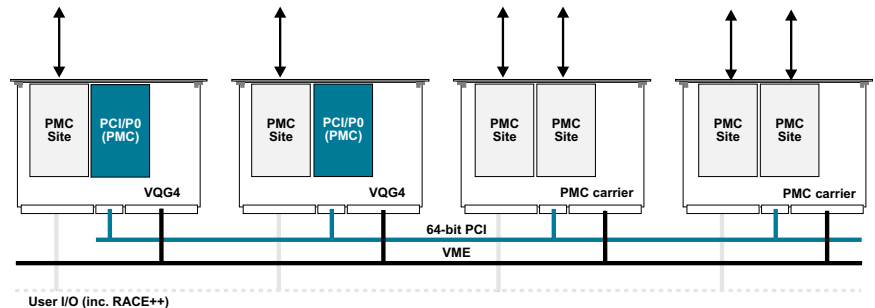 PMC
Site
PCI/P0
(PMC)
VQG4
PMC
Site
PCI/P0
(PMC)
VQG4
PMC
Site
PMC
Site
PMC carrier
PMC
Site
PMC
Site
PMC carrier
64-bit PCI
VME
User I/O (inc. RACE++)